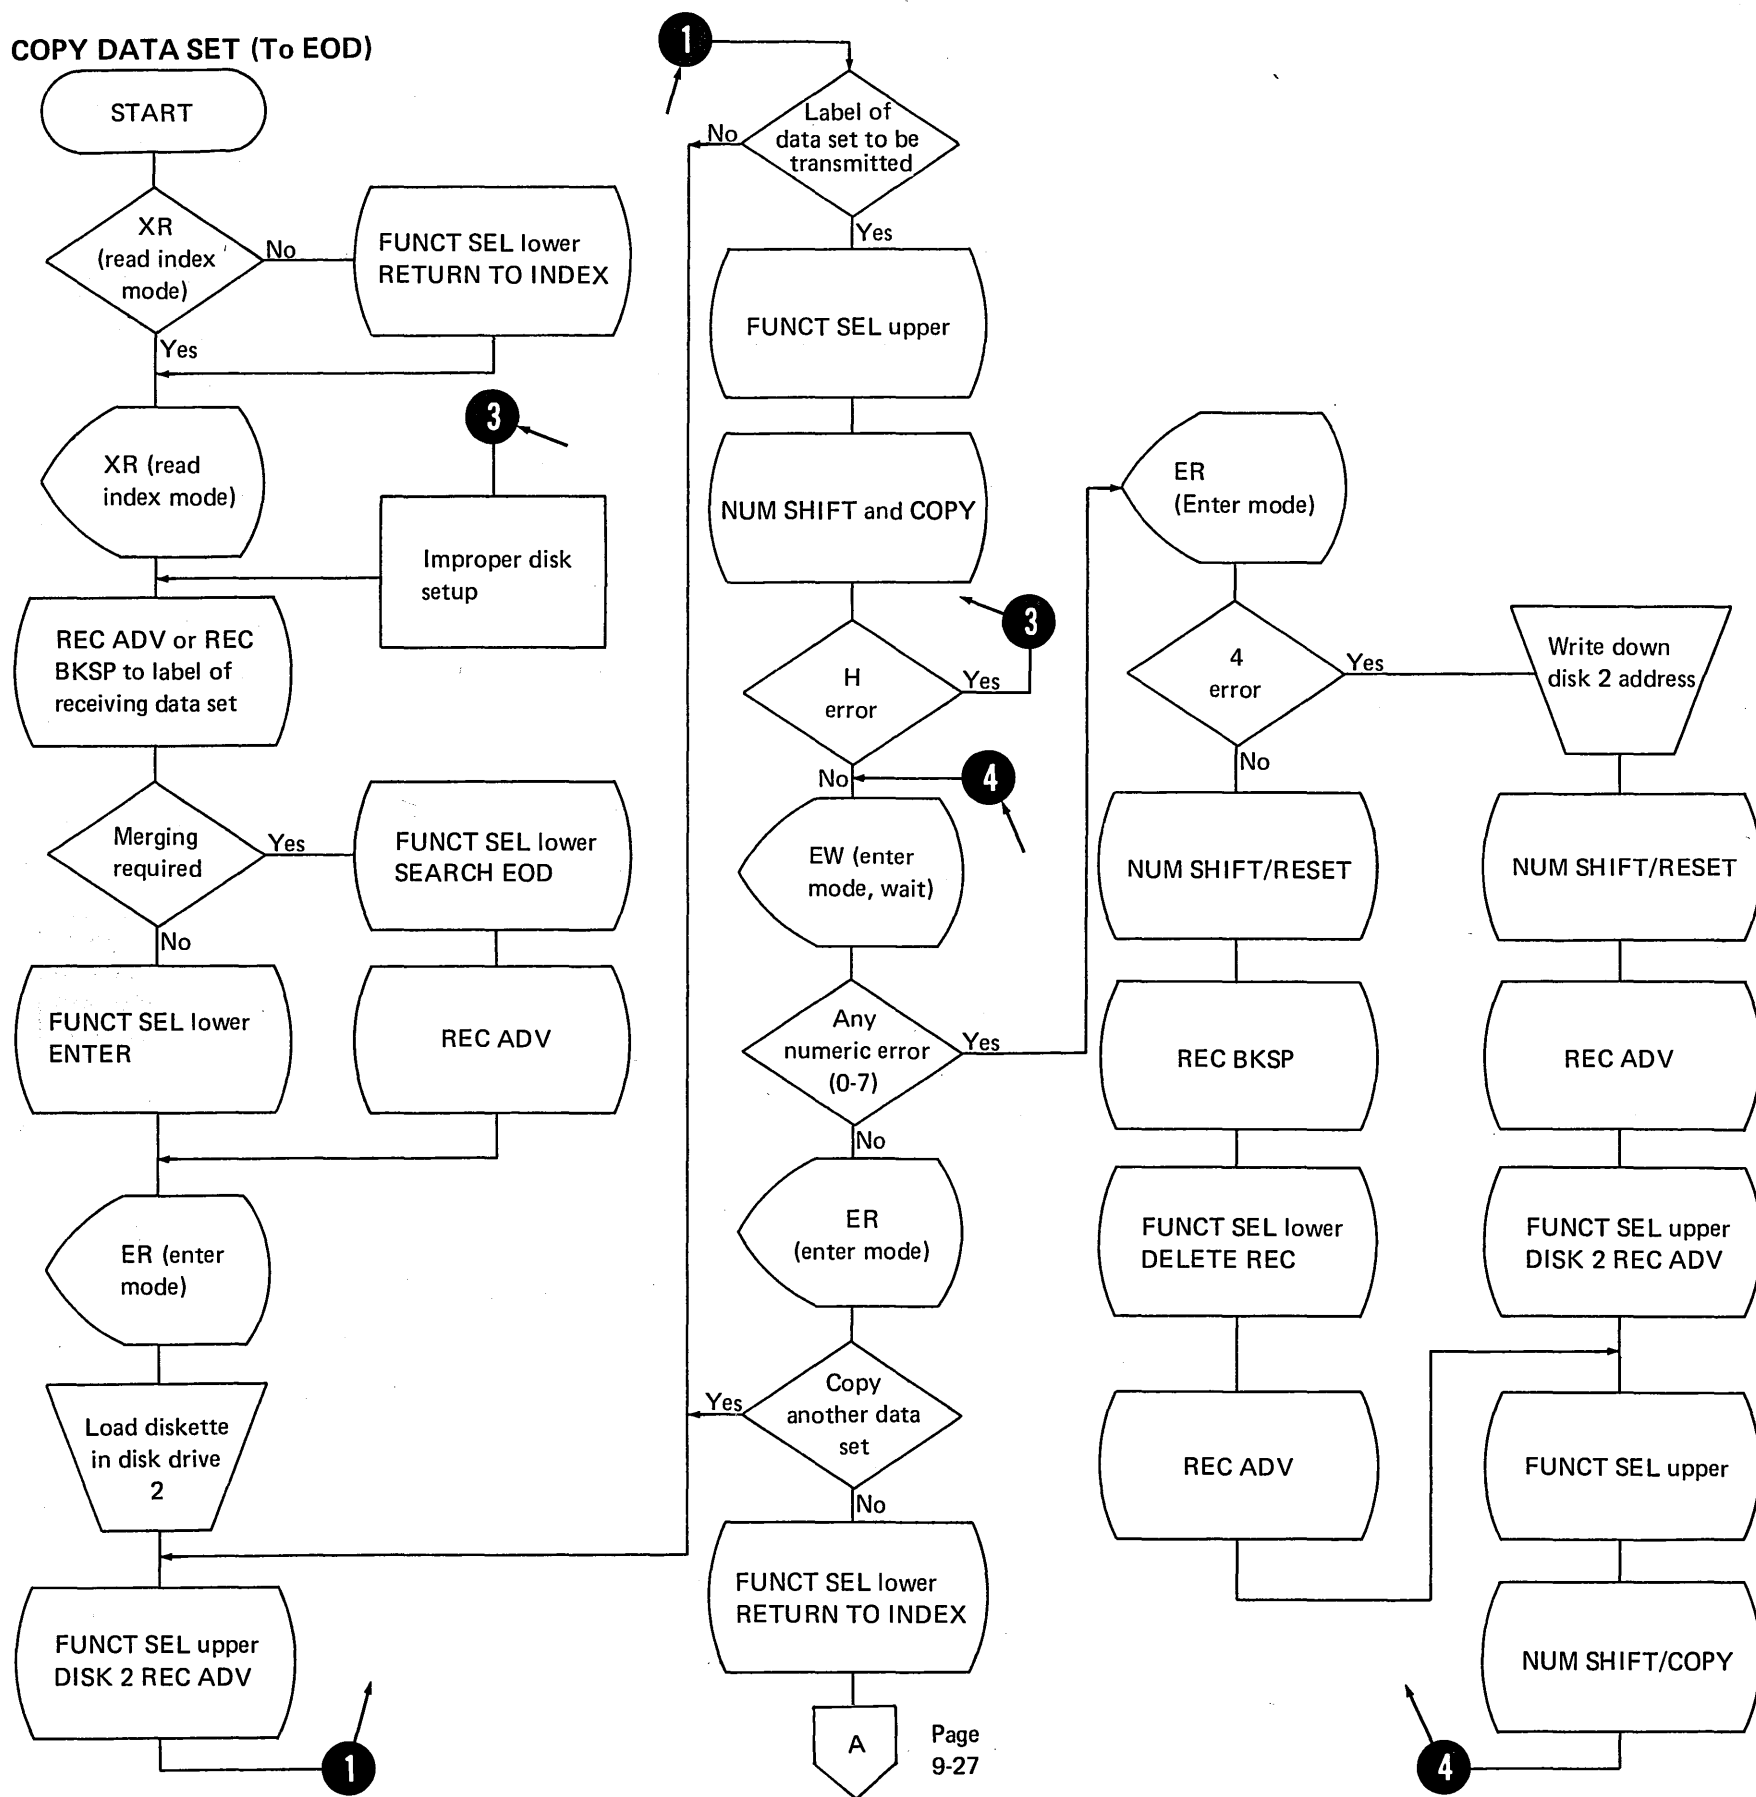 COPY DATA SET (To EOD)
START
XR
(read index
mode)
No
FUNCT SEL lower
RETURN TO INDEX
Yes
XR (read
index mode)
3
Improper disk
setup
REC ADV or REC
BKSP to label of
receiving data set
Merging
required
Yes
FUNCT SEL lower
SEARCH EOD
No
FUNCT SEL lower
ENTER
REC ADV
ER (enter
mode)
Load diskette
in disk drive
2
FUNCT SEL upper
DISK 2 REC ADV
1
1
Label of
data set to be
transmitted
No
Yes
FUNCT SEL upper
NUM SHIFT and COPY
H
error
Yes
3
No
4
EW (enter
mode, wait)
Any
numeric error
(0-7)
Yes
No
ER
(enter mode)
Copy
another data
set
Yes
No
FUNCT SEL lower
RETURN TO INDEX
A
Page
9-27
ER
(Enter mode)
4
error
Yes
No
NUM SHIFT/RESET
REC BKSP
FUNCT SEL lower
DELETE REC
REC ADV
Write down
disk 2 address
NUM SHIFT/RESET
REC ADV
FUNCT SEL upper
DISK 2 REC ADV
FUNCT SEL upper
NUM SHIFT/COPY
4